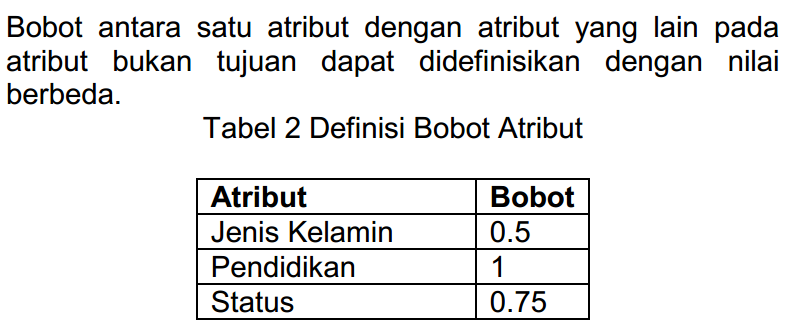 Bobot antara satu atribut dengan atribut yang lain pada
atribut bukan tujuan dapat didefinisikan dengan nilai
berbeda.
Tabel 2 Definisi Bobot Atribut
Atribut Bobot
Jenis Kelamin 0.5
Pendidikan 1
Status 0.75